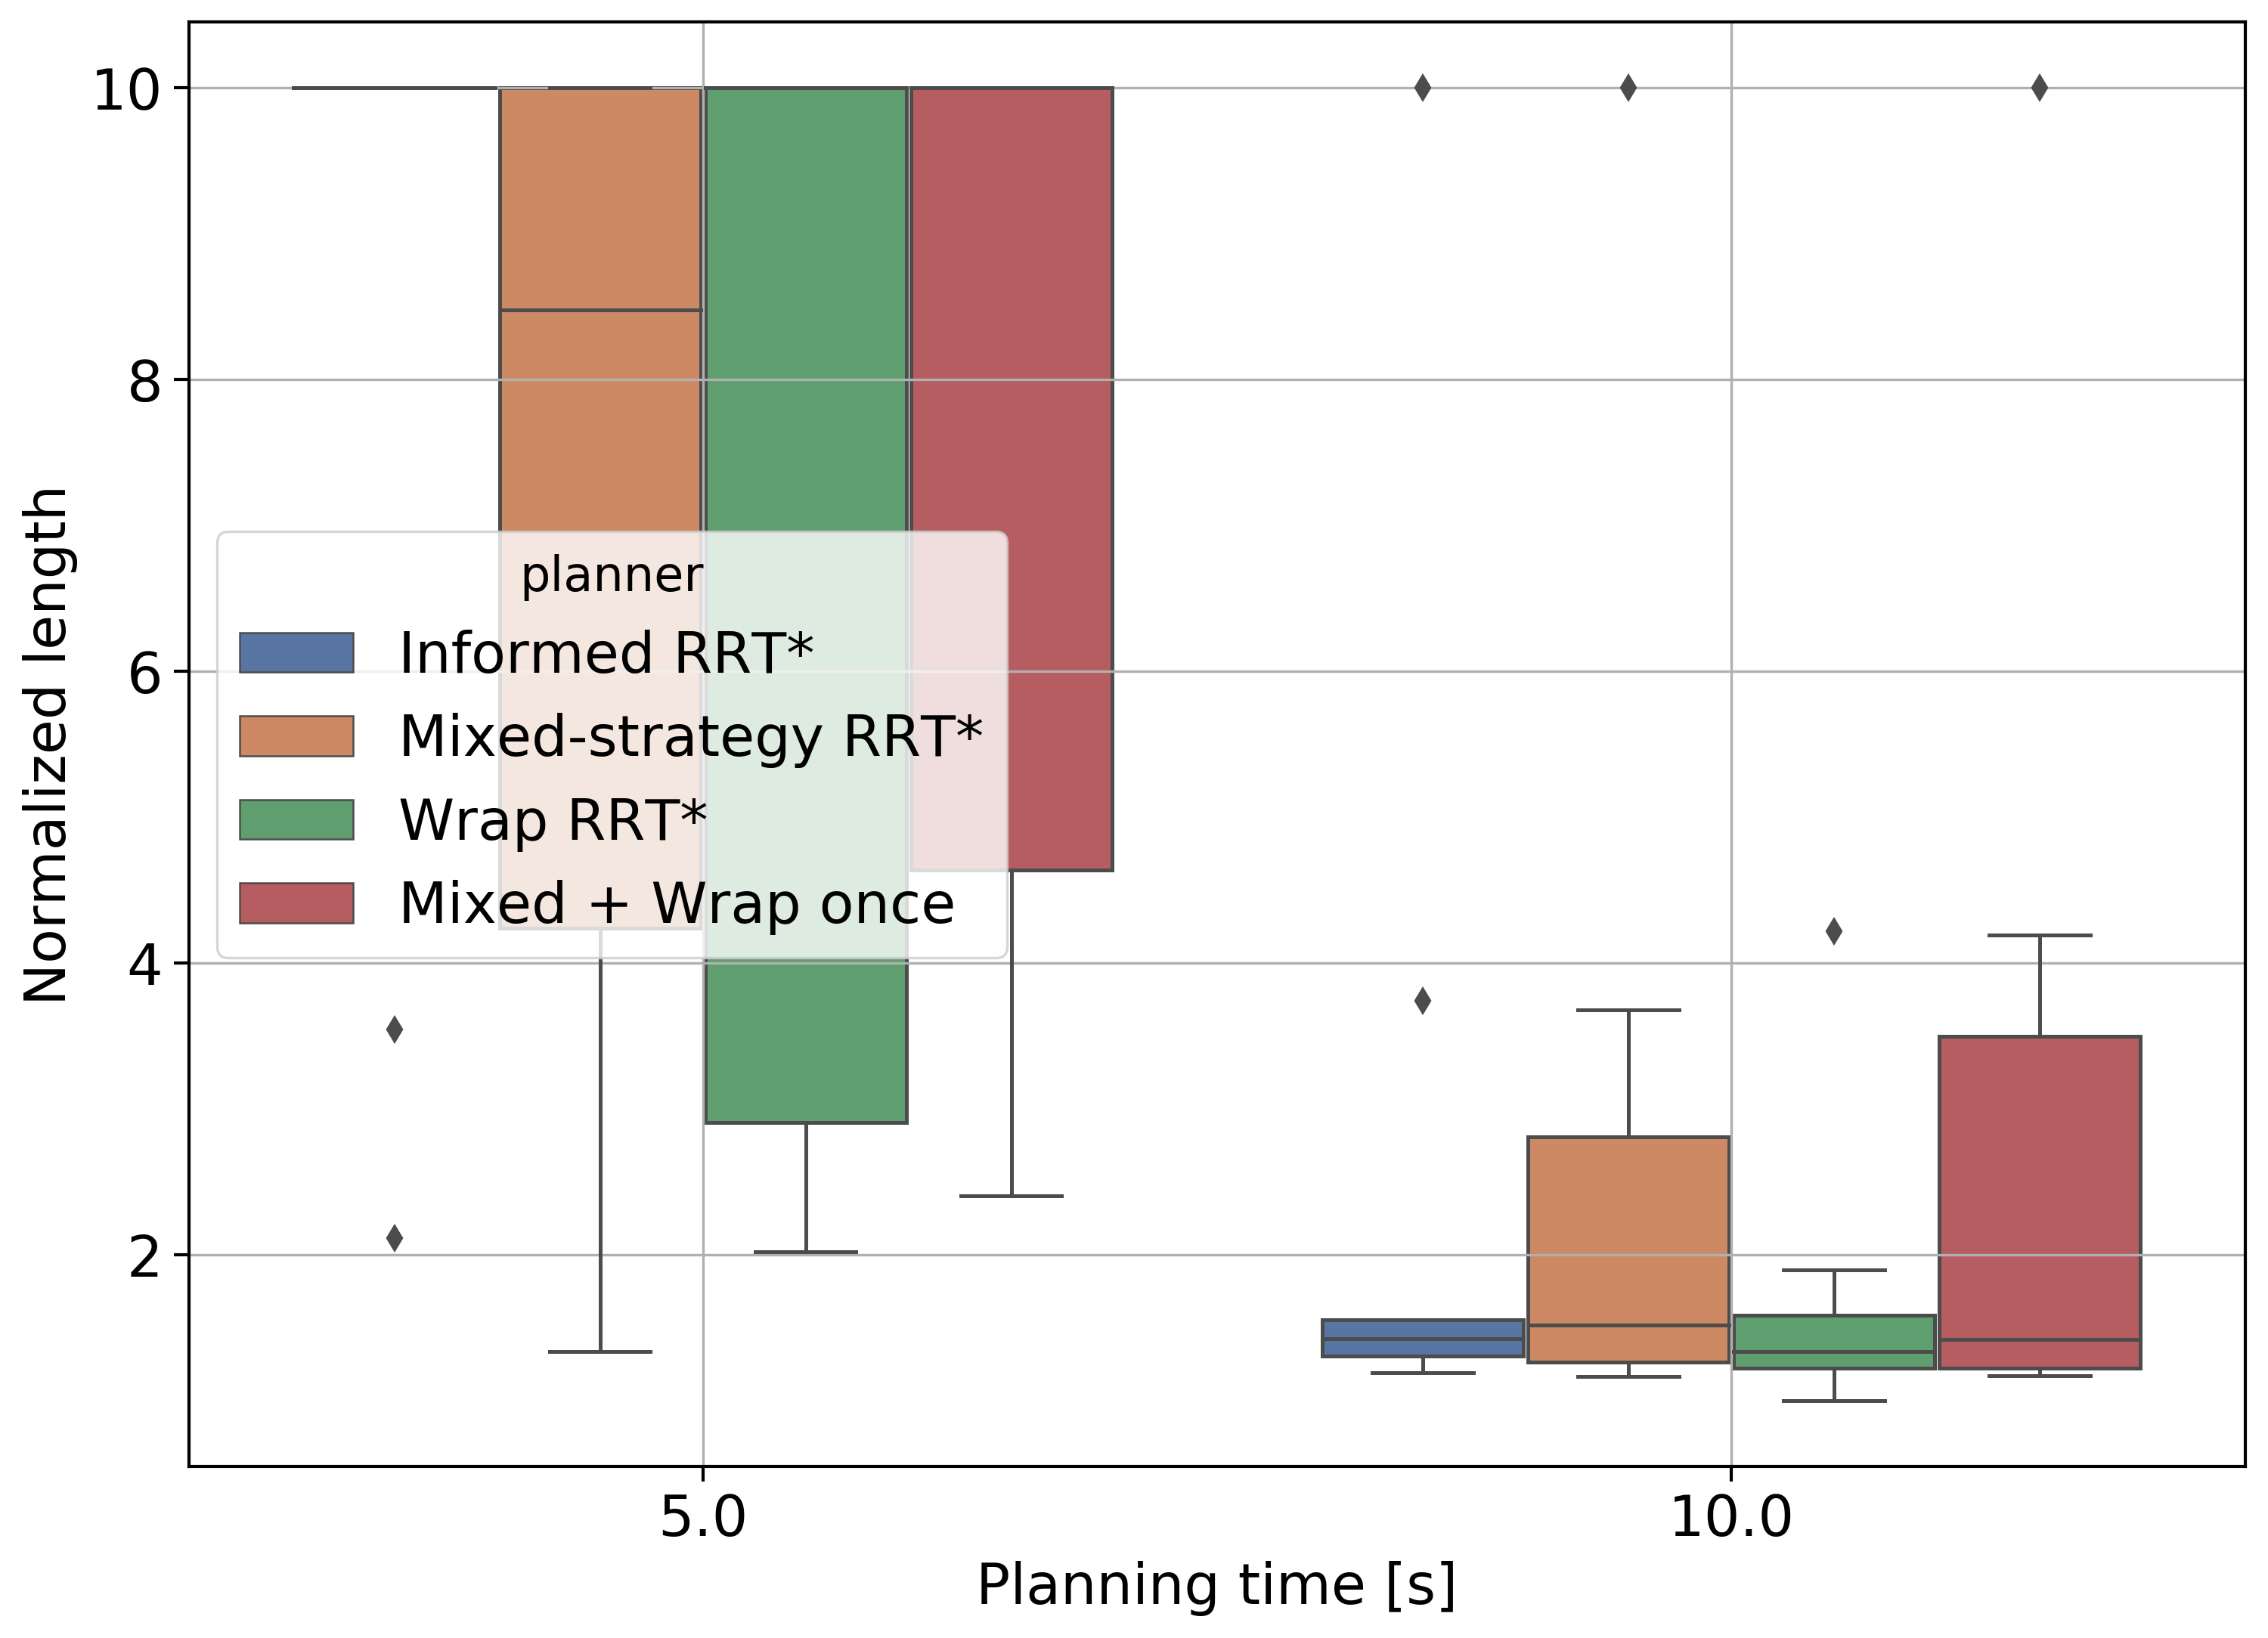 Normalized length
10
8
6
4
2
planner
Informed RRT*
Mixed-strategy RRT*
Wrap RRT*
Mixed + Wrap once
5.0
10.0
Planning time [s]